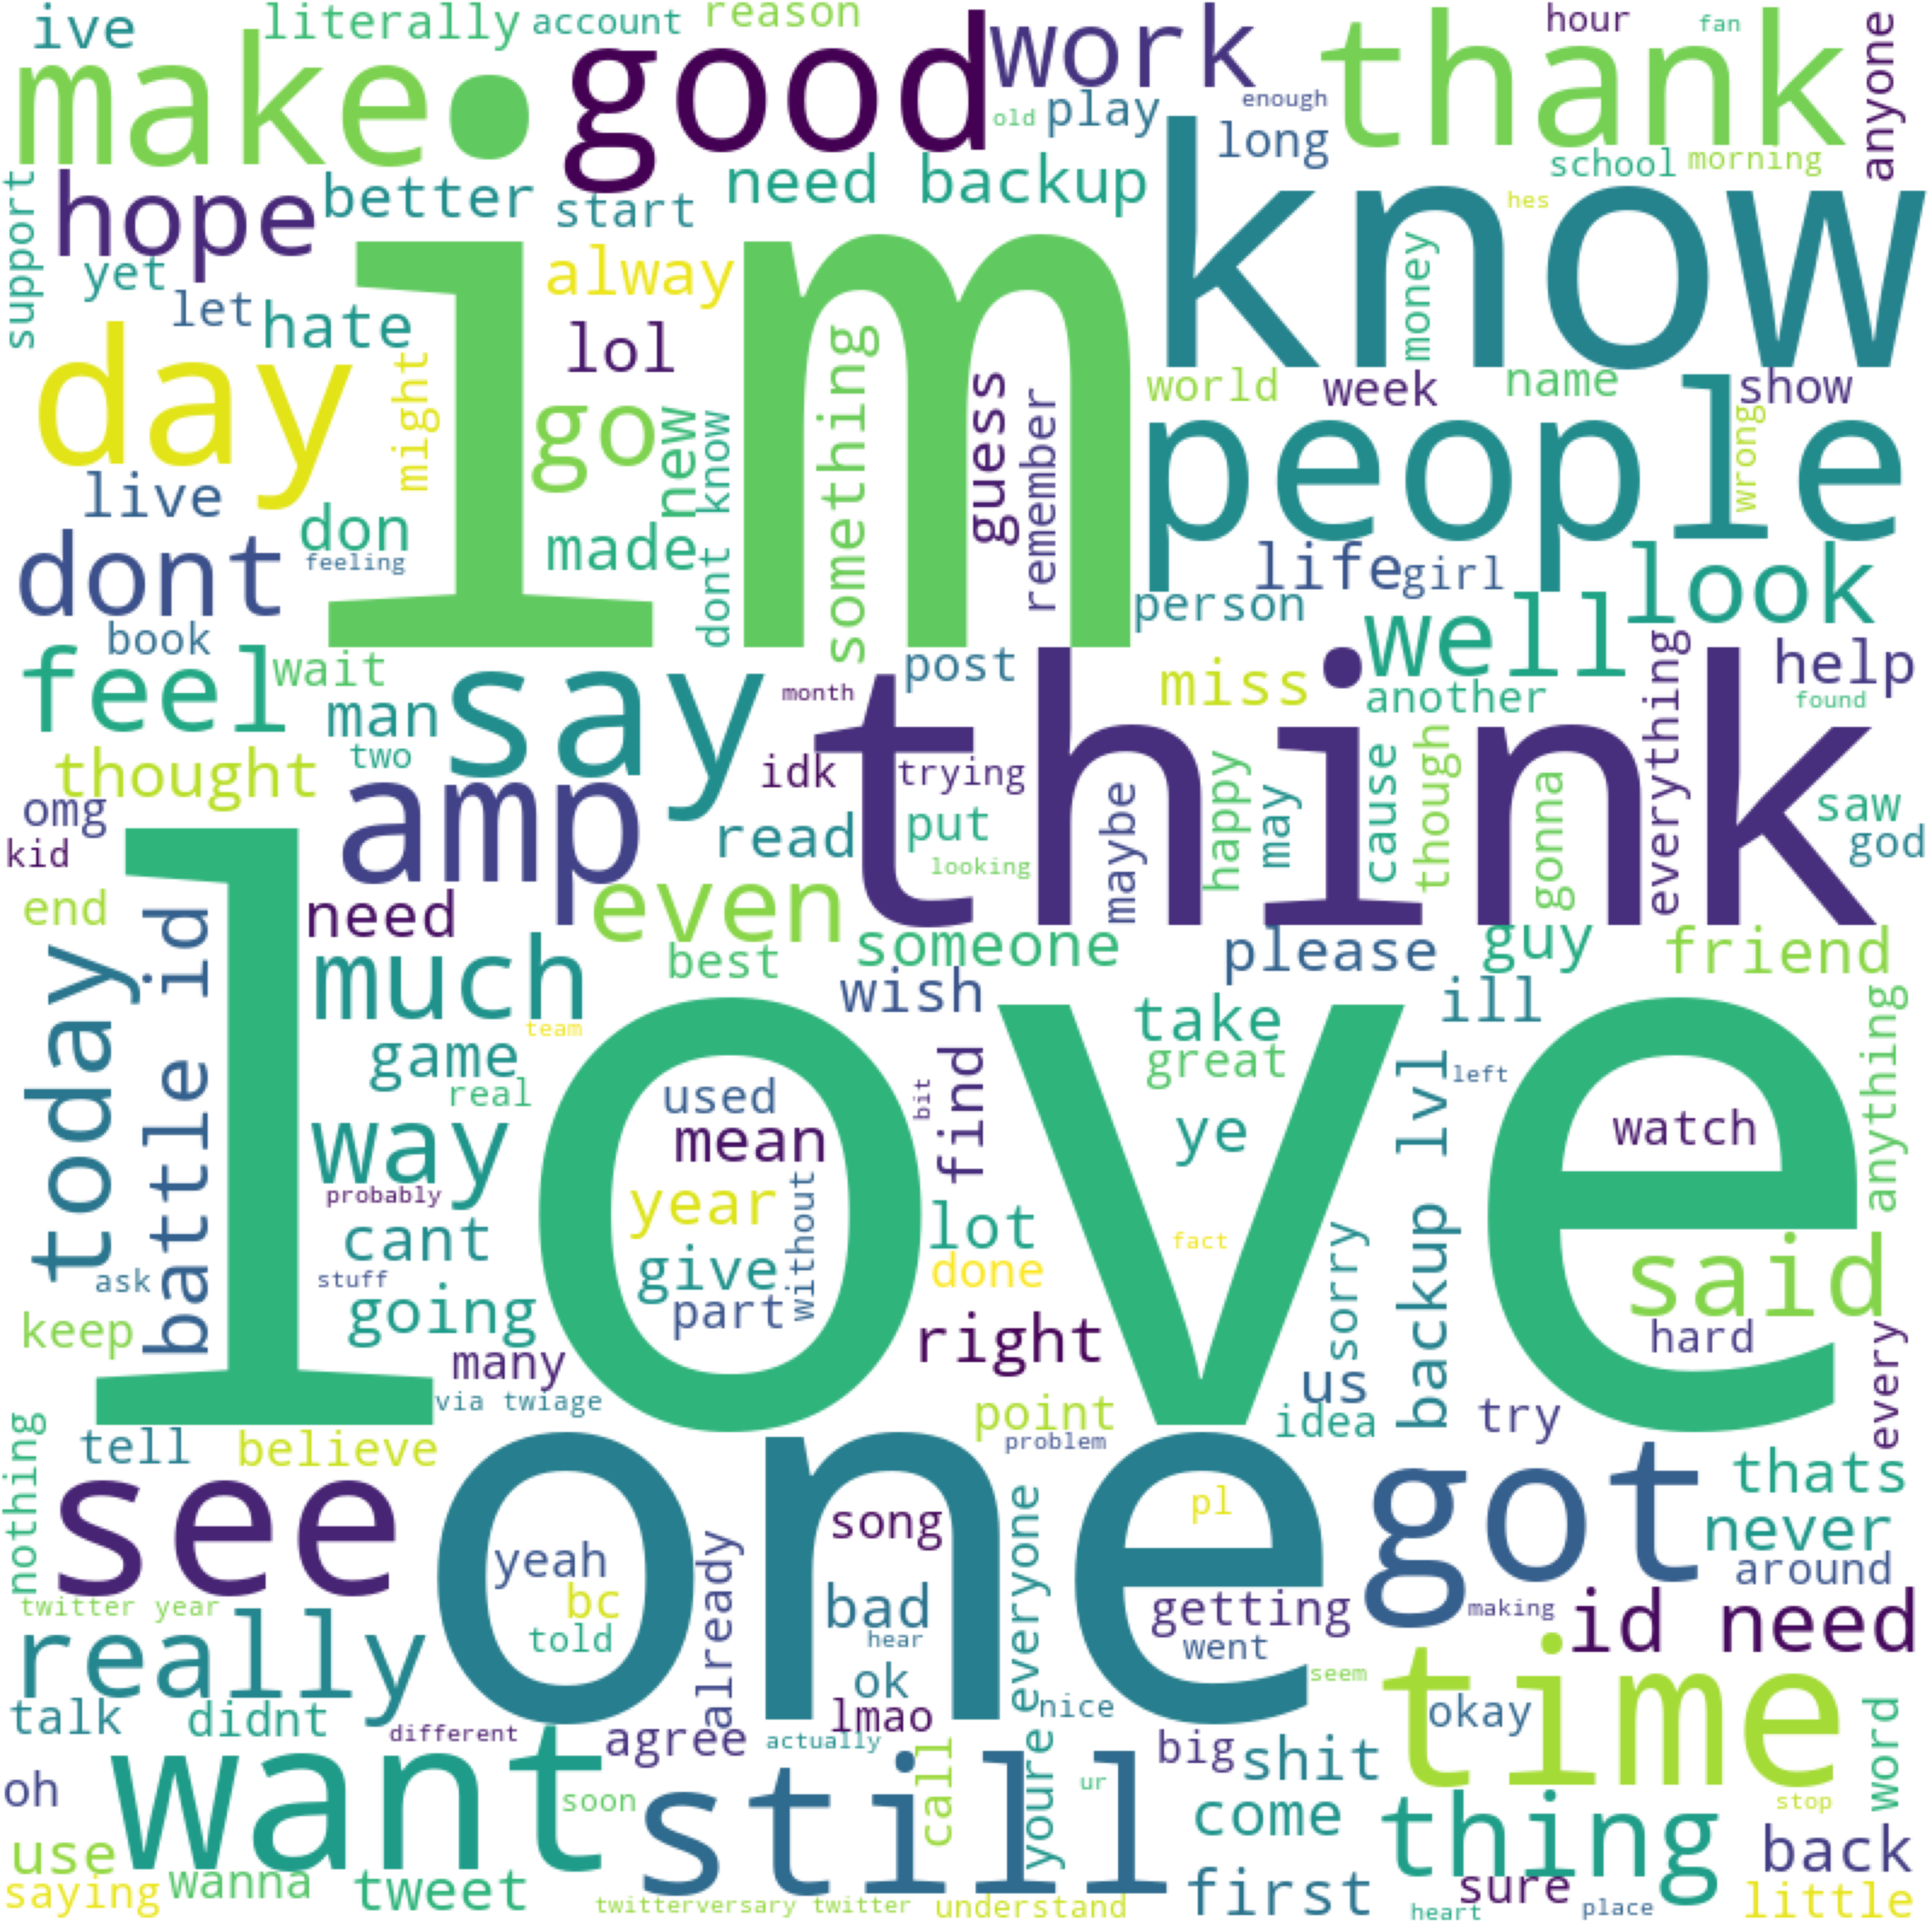 ive literally account reason work hour fan anyone
make good thank
old play enough long
school morning
support hope better start need backup know hes
yet let hate alway money
day might lol something
im
go new dont know guess remember
world week name show
people wrong
live don feeling made
dont life girl look
book person well
feel wait man say month post miss another everything help found
think
thought two idk trying happy may cause though gonna saw
omg amp read put looking maybe god
kid
end need even
today battle id much best someone please guy friend
team wish take ill anything
love
game real used bit find great backup lvl left
way mean ye watch
probably year without
cant give lot fact sorry said
ask stuff part done
keep going right hard every
many via twiage us
nothing tell believe point idea try
problem
see one got thats
yeah song pl never
bc already bad everyone around
twitter year told hear getting making id need
really ok went seem time
talk didnt different agree lmao nice okay word
actually big shit
want still
oh soon call youre ur come thing stop
use back
saying wanna tweet twitterversary twitter understand first sure heart place little